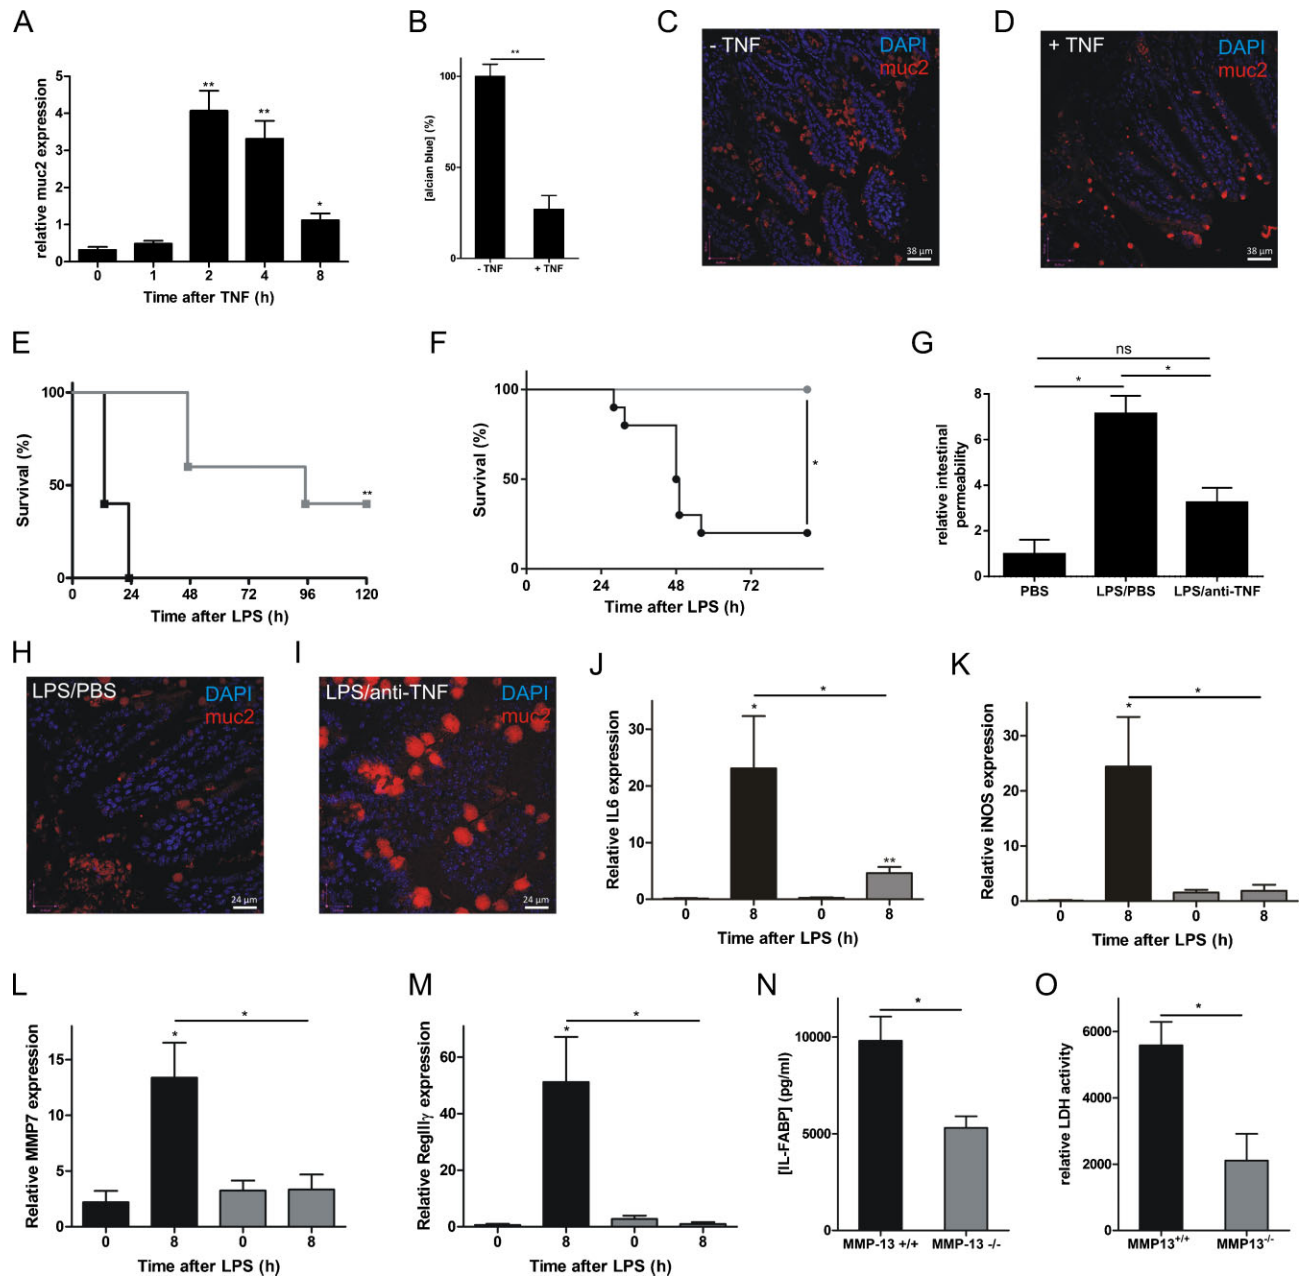 A
relative muc2 expression
5
4
3
2
1
0
**
**
*
0 1 2 4 8
Time after TNF (h)
B
[alcian blue] (%)
100
50
0
**
- TNF + TNF
C
- TNF
DAPI
muc2
38 µm
D
+ TNF
DAPI
muc2
38 µm
E
Survival (%)
100
50
0
**
0 24 48 72 96 120
Time after LPS (h)
F
Survival (%)
100
50
0
*
0 24 48 72
Time after LPS (h)
G
relative intestinal
permeability
8
6
4
2
0
ns
* *
PBS LPS/PBS LPS/anti-TNF
H
LPS/PBS
DAPI
muc2
24 µm
I
LPS/anti-TNF
DAPI
muc2
24 µm
J
Relative IL6 expression
30
20
10
0
*
*
**
0 8 0 8
Time after LPS (h)
K
Relative iNOS expression
30
20
10
0
*
*
0 8 0 8
Time after LPS (h)
L
Relative MMP7 expression
15
10
5
0
*
*
0 8 0 8
Time after LPS (h)
M
Relative RegIIIγ expression
60
40
20
0
*
*
0 8 0 8
Time after LPS (h)
N
[IL-FABP] (pg/ml)
10000
5000
0
*
MMP-13 +/+ MMP-13 -/-
O
relative LDH activity
6000
4000
2000
0
*
MMP13+/+ MMP13-/-